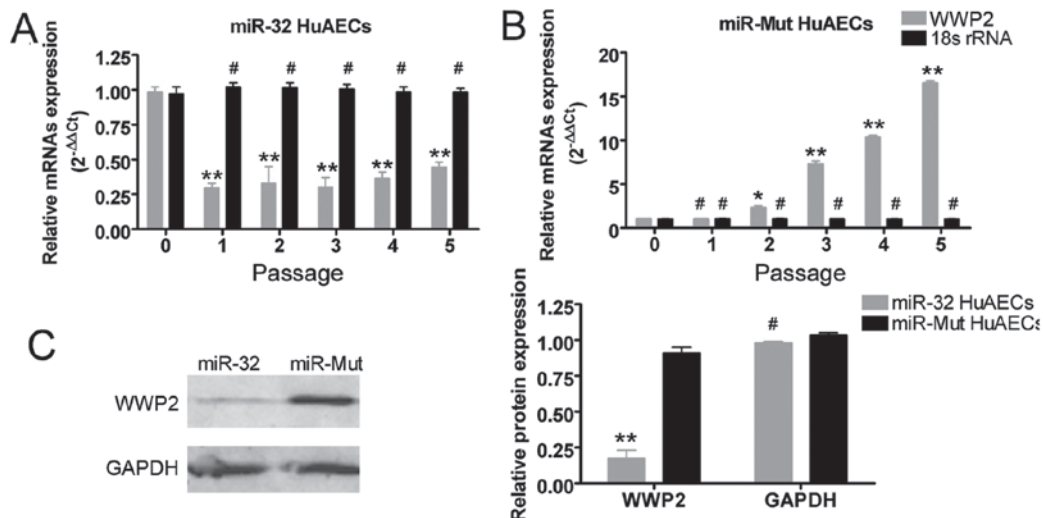 A
miR-32 HuAECs
Relative mRNAs expression
(2-ΔΔCt)
1.25
1.00
0.75
0.50
0.25
0.00
** ** ** ** **
# # # # #
0 1 2 3 4 5
Passage
B
miR-Mut HuAECs
WWP2
18s rRNA
Relative mRNAs expression
(2-ΔΔCt)
20
15
10
5
0
# # * # ** # ** # ** #
0 1 2 3 4 5
Passage
C
miR-32 miR-Mut
WWP2
GAPDH
Relative protein expression
1.25
1.00
0.75
0.50
0.25
0.00
** #
WWP2 GAPDH
miR-32 HuAECs
miR-Mut HuAECs